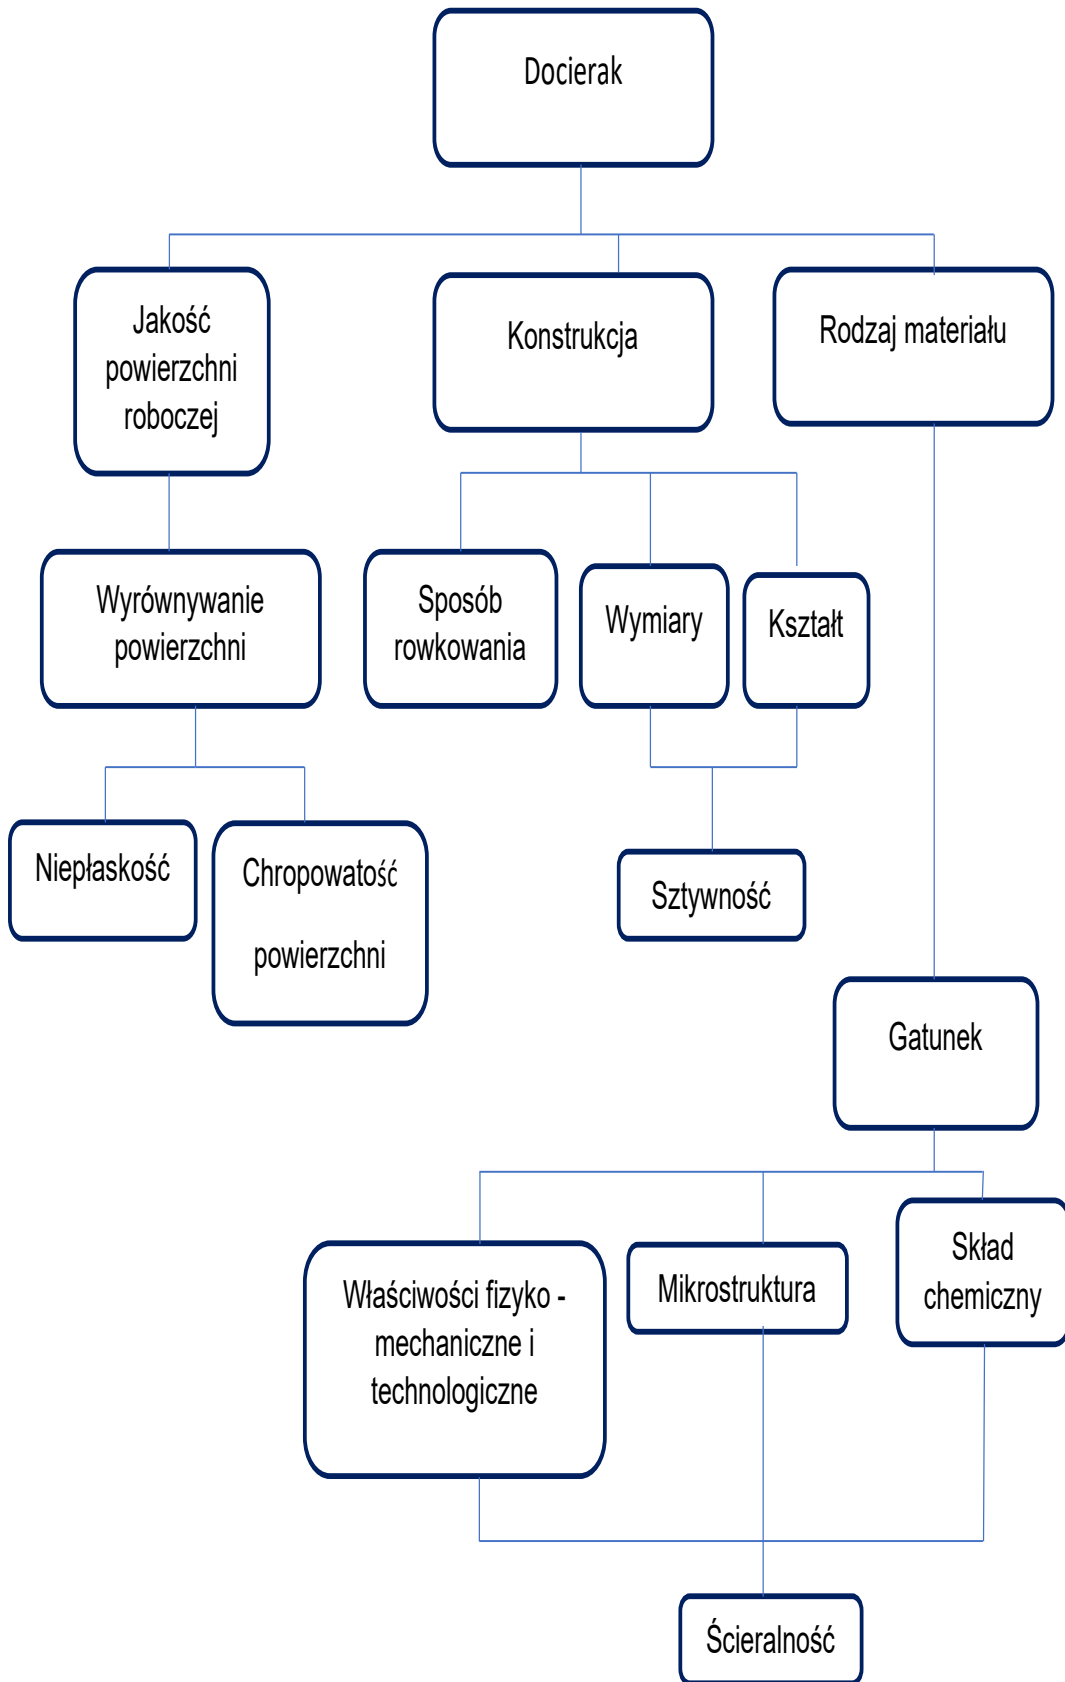 Docierak
Jakość
powierzchni
roboczej
Konstrukcja
Rodzaj materiału
Wyrównywanie
powierzchni
Sposób
rowkowania
Wymiary
Kształt
Niepłaskość
Chropowatość
powierzchni
Sztywność
Gatunek
Właściwości fizyko -
mechaniczne i
technologiczne
Mikrostruktura
Skład
chemiczny
Ścieralność